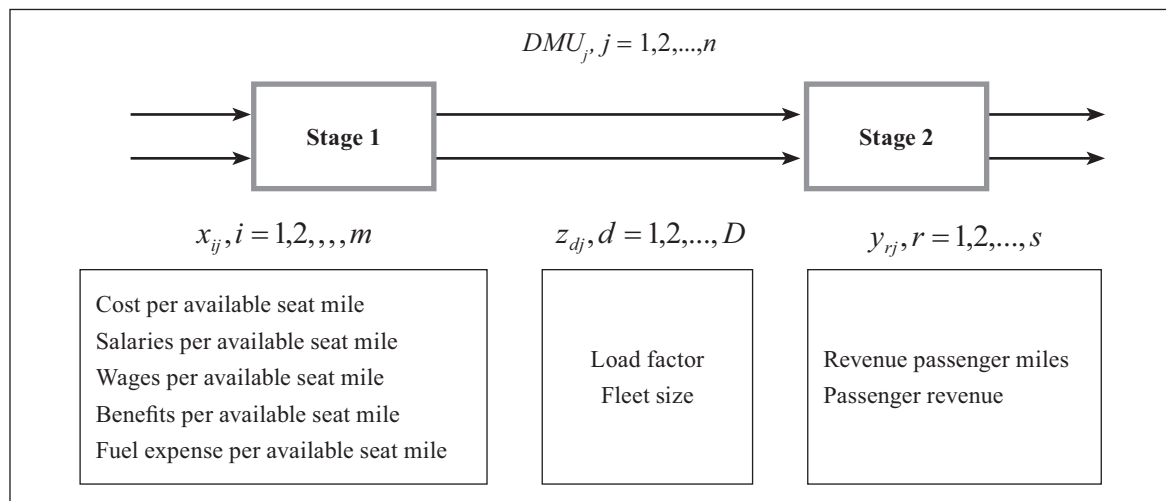 DMU_j, j = 1,2,...,n
Stage 1
Stage 2
x_ij, i = 1,2,,,, m
z_dj, d = 1,2,..., D
y_rj, r = 1,2,..., s
Cost per available seat mile
Salaries per available seat mile
Wages per available seat mile
Benefits per available seat mile
Fuel expense per available seat mile
Load factor
Fleet size
Revenue passenger miles
Passenger revenue